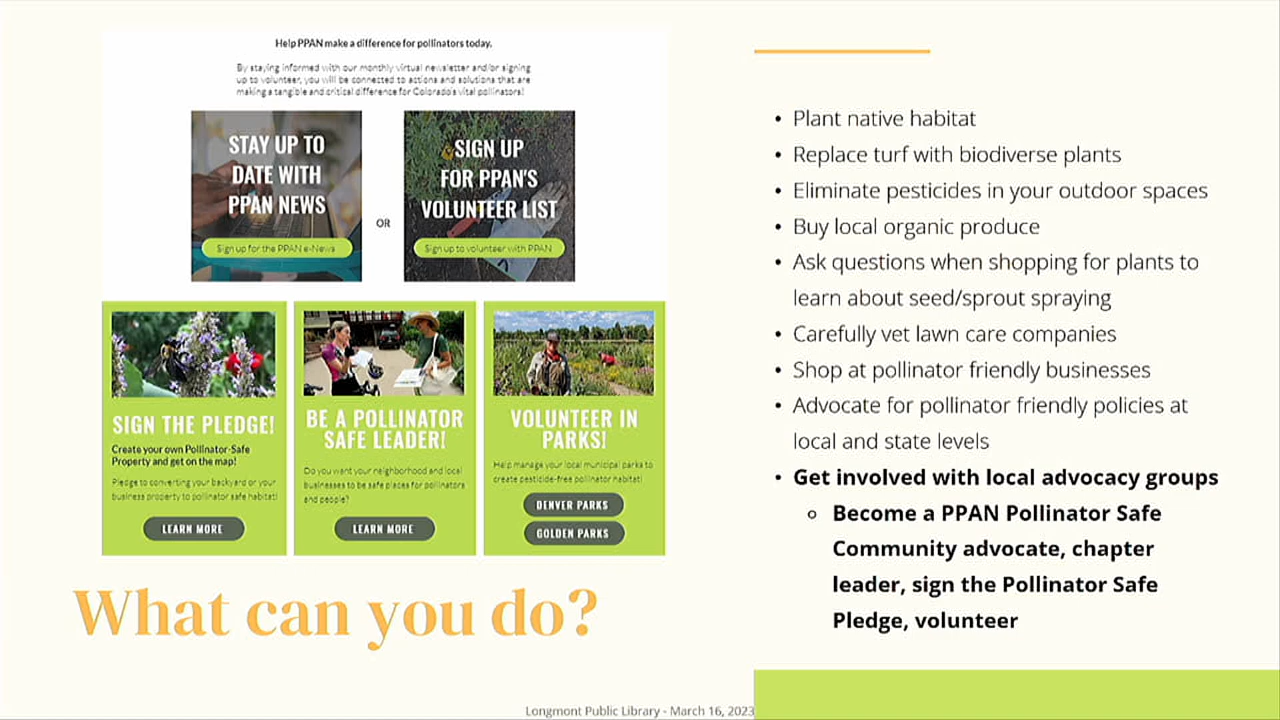 Help PPAN make a difference for pollinators today.
By staying informed with our monthly virtual newsletter and/or signing
up to volunteer, you will be connected to actions and solutions that are
making a tangible and critical difference for Colorado's vital pollinators!
STAY UP TO
DATE WITH
PPAN NEWS
Sign up for the PPAN e-News
OR
SIGN UP
FOR PPAN'S
VOLUNTEER LIST
Sign up to volunteer with PPAN
SIGN THE PLEDGE!
Create your own Pollinator-Safe
Property and get on the map!
Pledge to converting your backyard or your
business property to pollinator safe habitat!
LEARN MORE
BE A POLLINATOR
SAFE LEADER!
Do you want your neighborhood and local
businesses to be safe places for pollinators
and people?
LEARN MORE
VOLUNTEER IN
PARKS!
Help manage your local municipal parks to
create pesticide-free pollinator habitat!
DENVER PARKS
GOLDEN PARKS
What can you do?
• Plant native habitat
• Replace turf with biodiverse plants
• Eliminate pesticides in your outdoor spaces
• Buy local organic produce
• Ask questions when shopping for plants to
learn about seed/sprout spraying
• Carefully vet lawn care companies
• Shop at pollinator friendly businesses
• Advocate for pollinator friendly policies at
local and state levels
• Get involved with local advocacy groups
◦ Become a PPAN Pollinator Safe
Community advocate, chapter
leader, sign the Pollinator Safe
Pledge, volunteer
Longmont Public Library - March 16, 2023